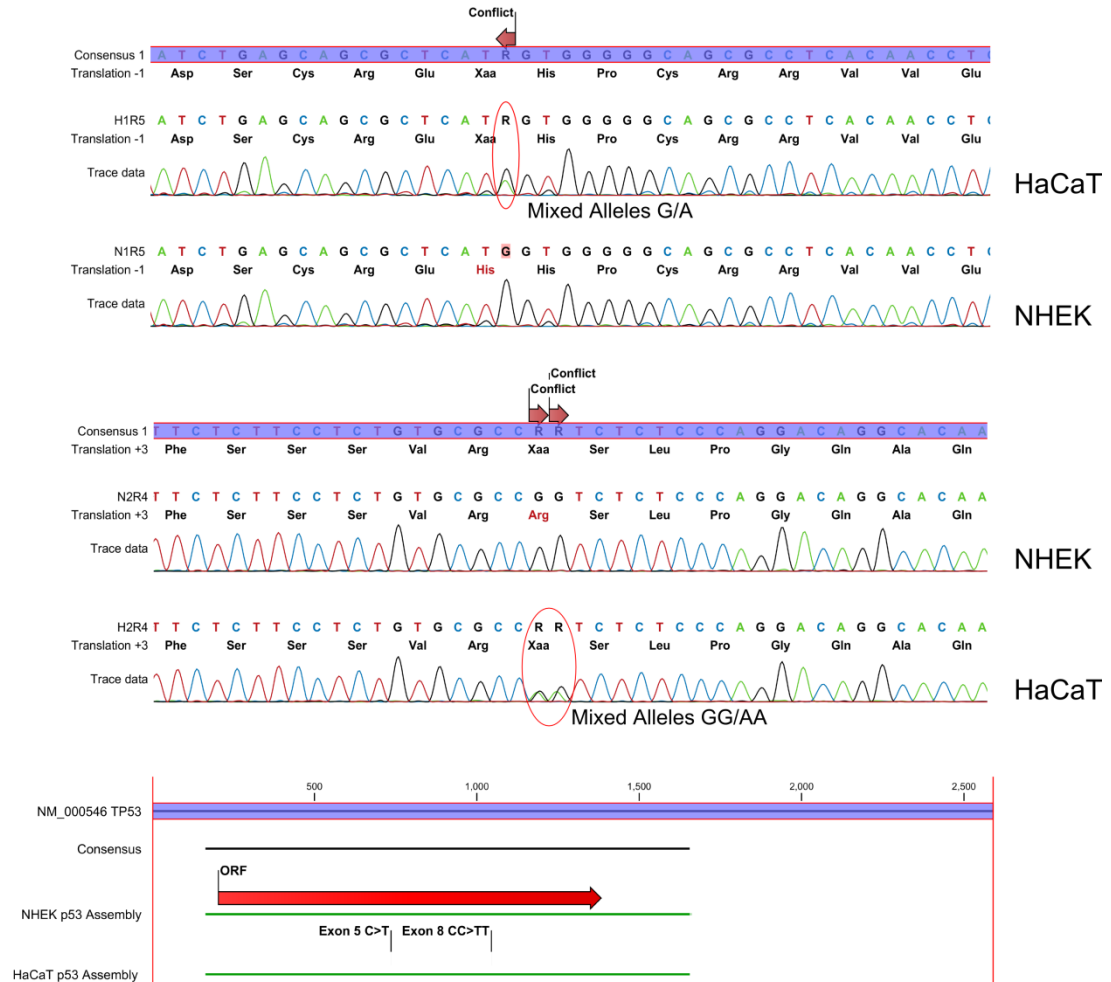 Conflict
Consensus 1 A T C T G A G C A G C G C T C A T R G T G G G G G C A G C G C C T C A C A A C C T C
Translation -1 Asp Ser Cys Arg Glu Xaa His Pro Cys Arg Arg Val Val Glu
H1R5 A T C T G A G C A G C G C T C A T R G T G G G G G C A G C G C C T C A C A A C C T C
Translation -1 Asp Ser Cys Arg Glu Xaa His Pro Cys Arg Arg Val Val Glu
Trace data
HaCaT
Mixed Alleles G/A
N1R5 A T C T G A G C A G C G C T C A T G G T G G G G G C A G C G C C T C A C A A C C T C
Translation -1 Asp Ser Cys Arg Glu His His Pro Cys Arg Arg Val Val Glu
Trace data
NHEK
Conflict
Conflict
Consensus 1 T T C T C T T C C T C T G T G C G C C R R T C T C T C C C A G G A C A G G C A C A A
Translation +3 Phe Ser Ser Ser Val Arg Xaa Ser Leu Pro Gly Gln Ala Gln
N2R4 T T C T C T T C C T C T G T G C G C C G G T C T C T C C C A G G A C A G G C A C A A
Translation +3 Phe Ser Ser Ser Val Arg Arg Ser Leu Pro Gly Gln Ala Gln
Trace data
NHEK
H2R4 T T C T C T T C C T C T G T G C G C C R R T C T C T C C C A G G A C A G G C A C A A
Translation +3 Phe Ser Ser Ser Val Arg Xaa Ser Leu Pro Gly Gln Ala Gln
Trace data
HaCaT
Mixed Alleles GG/AA
500 1,000 1,500 2,000 2,500
NM_000546 TP53
Consensus
ORF
NHEK p53 Assembly
Exon 5 C>T Exon 8 CC>TT
HaCaT p53 Assembly